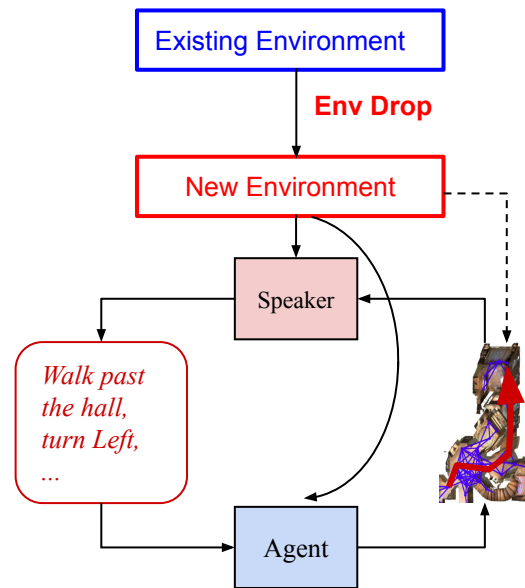 Existing Environment
Env Drop
New Environment
Speaker
Walk past
the hall,
turn Left,
...
Agent